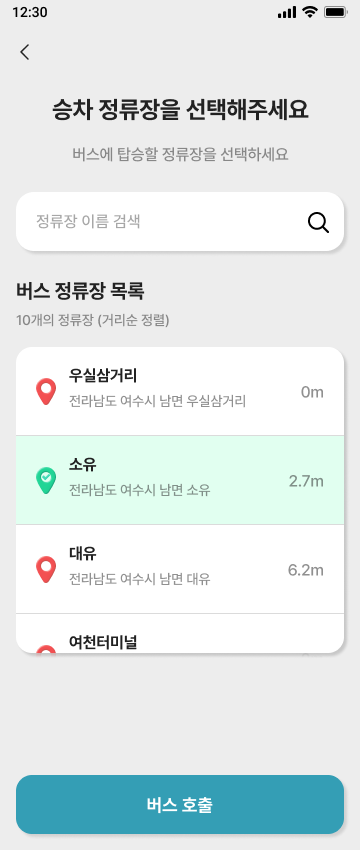 12:30
승차 정류장을 선택해주세요
버스에 탑승할 정류장을 선택하세요
정류장 이름 검색
버스 정류장 목록
10개의 정류장 (거리순 정렬)
우실삼거리
전라남도 여수시 남면 우실삼거리
0m
소유
전라남도 여수시 남면 소유
2.7m
대유
전라남도 여수시 남면 대유
6.2m
여천터미널
버스 호출